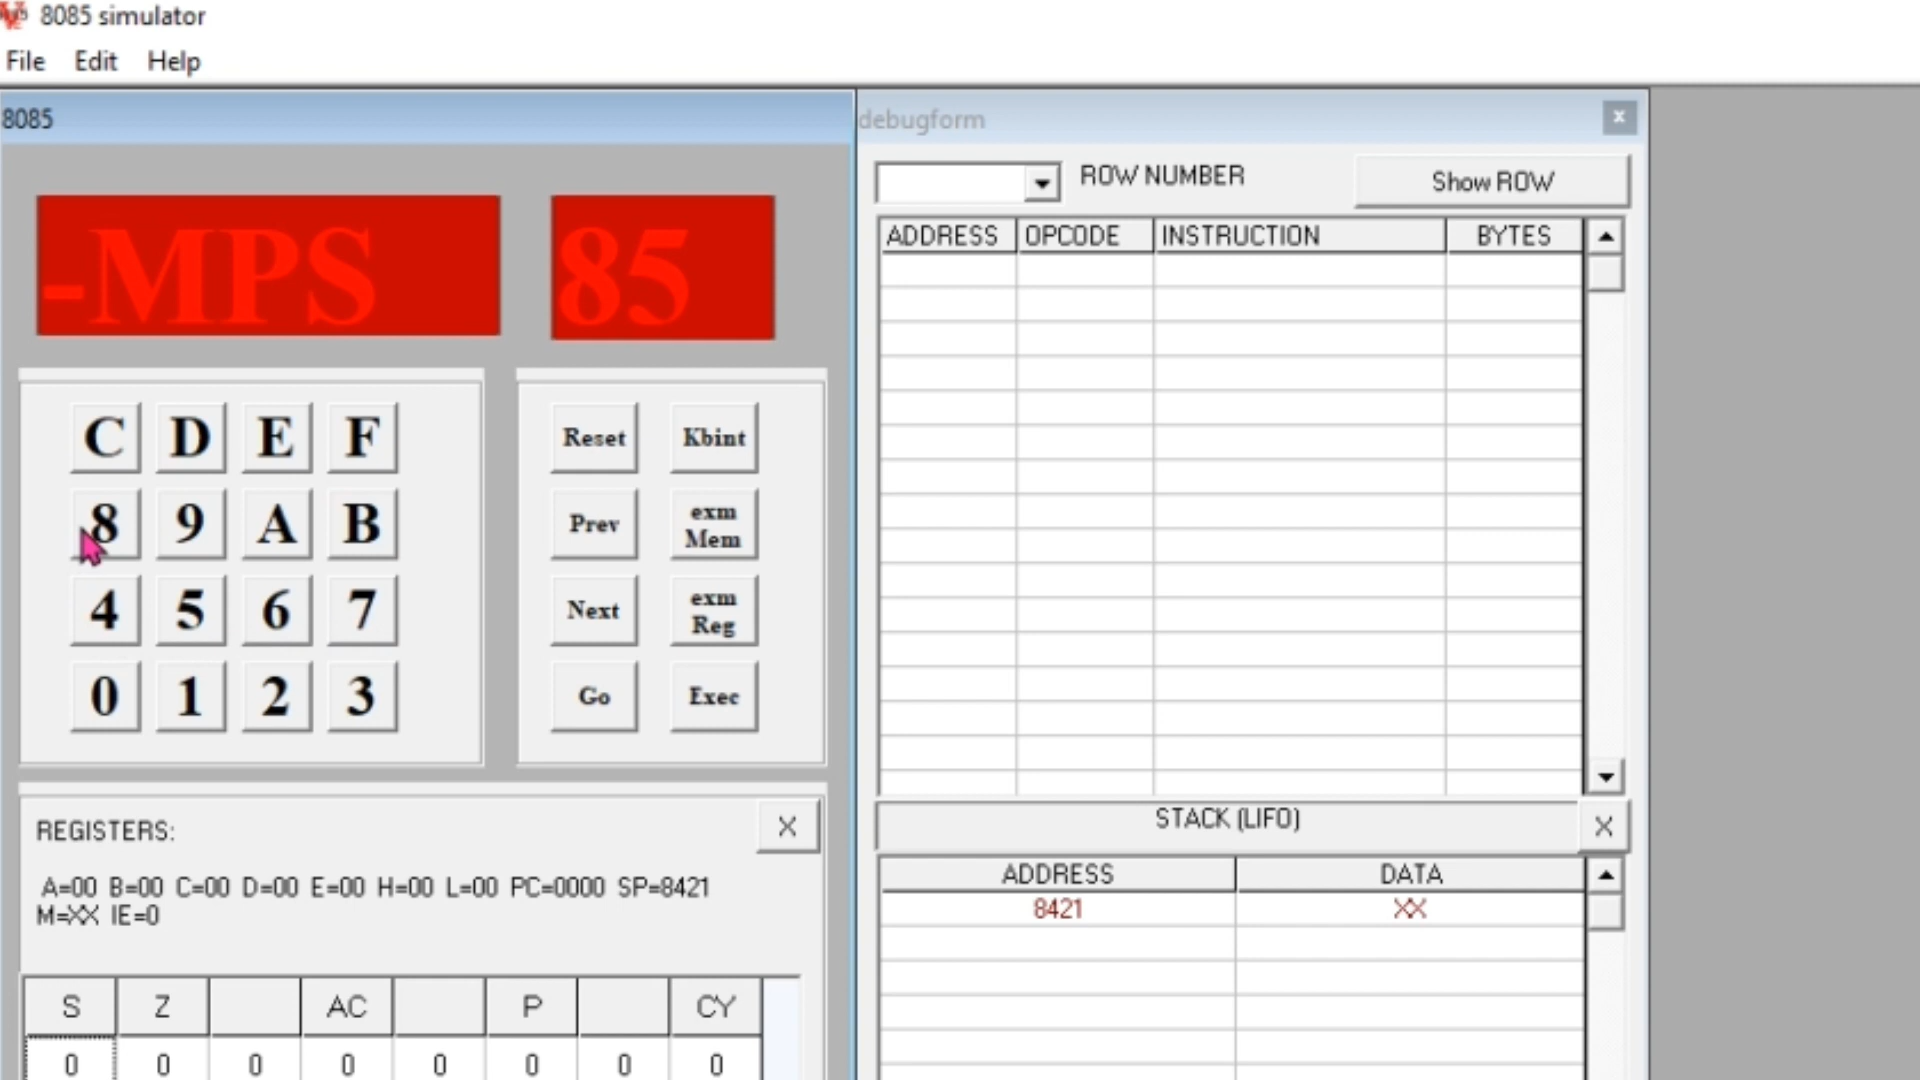 8085 simulator
File Edit Help
8085
-MPS 85
C D E F
8 9 A B
4 5 6 7
0 1 2 3
Reset Kbint
Prev exm Mem
Next exm Reg
Go Exec
REGISTERS: X
A=00 B=00 C=00 D=00 E=00 H=00 L=00 PC=0000 SP=8421
M=XX IE=0
S Z AC P CY
0 0 0 0 0 0 0 0
debugform x
ROW NUMBER Show ROW
ADDRESS OPCODE INSTRUCTION BYTES
STACK (LIFO) X
ADDRESS DATA
8421 XX